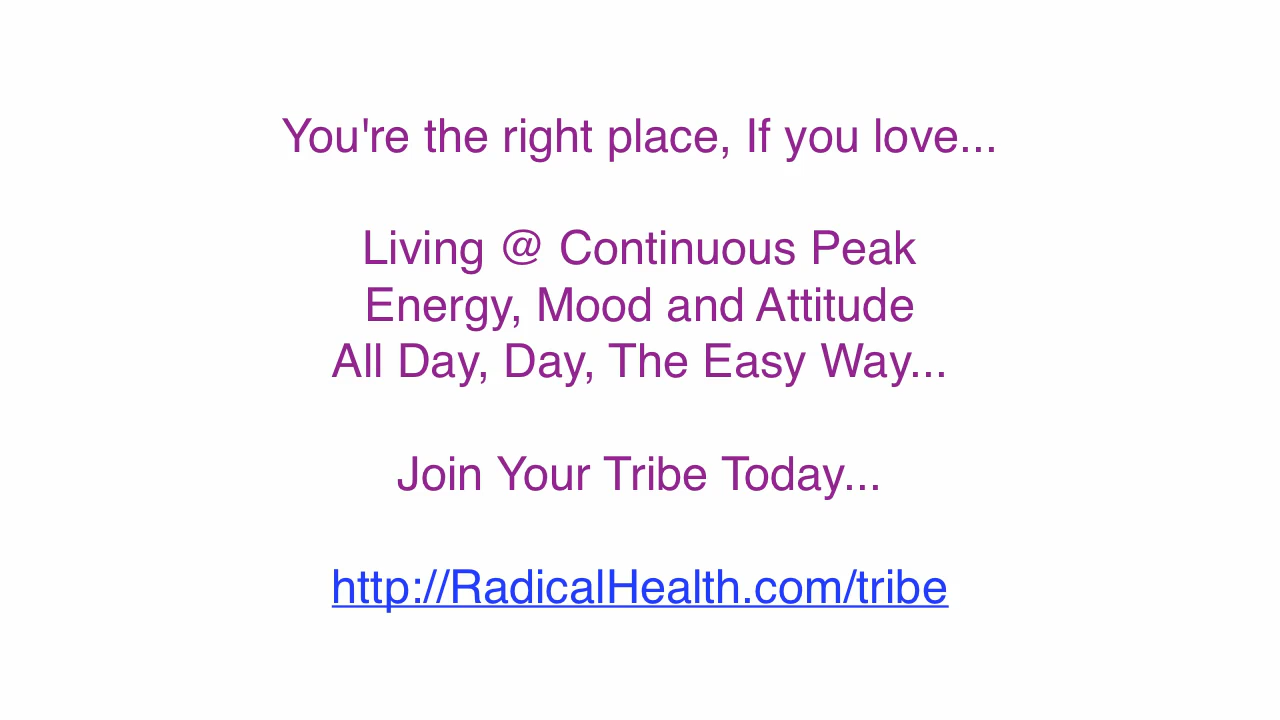 You're the right place, If you love...
Living @ Continuous Peak
Energy, Mood and Attitude
All Day, Day, The Easy Way...
Join Your Tribe Today...
http://RadicalHealth.com/tribe